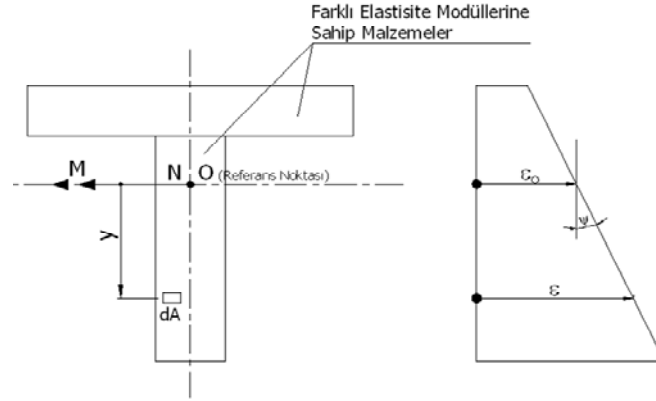 Farklı Elastisite Modüllerine
Sahip Malzemeler
M N O (Referans Noktası)
εo
ψ
y
ε
dA